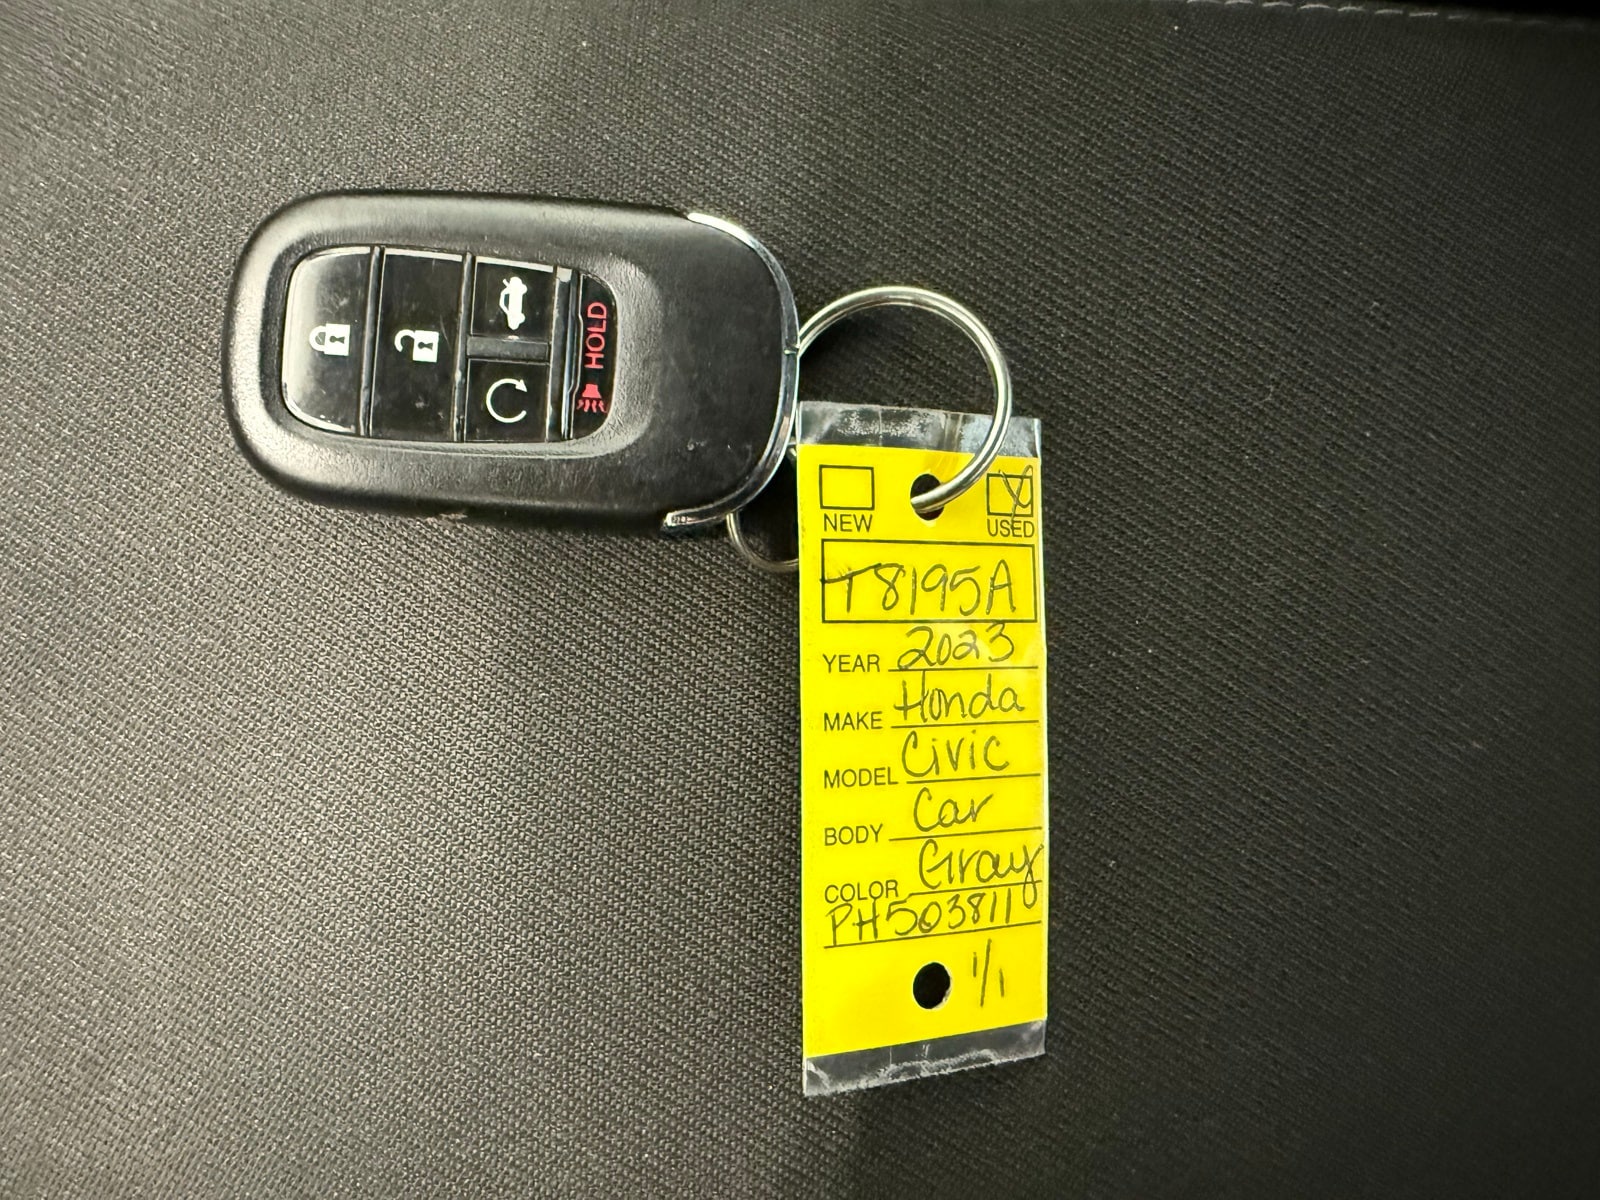 HOLD
NEW USED
T8195A
YEAR 2023
MAKE Honda
MODEL Civic
BODY Car
COLOR Gray
PH503811
1/1